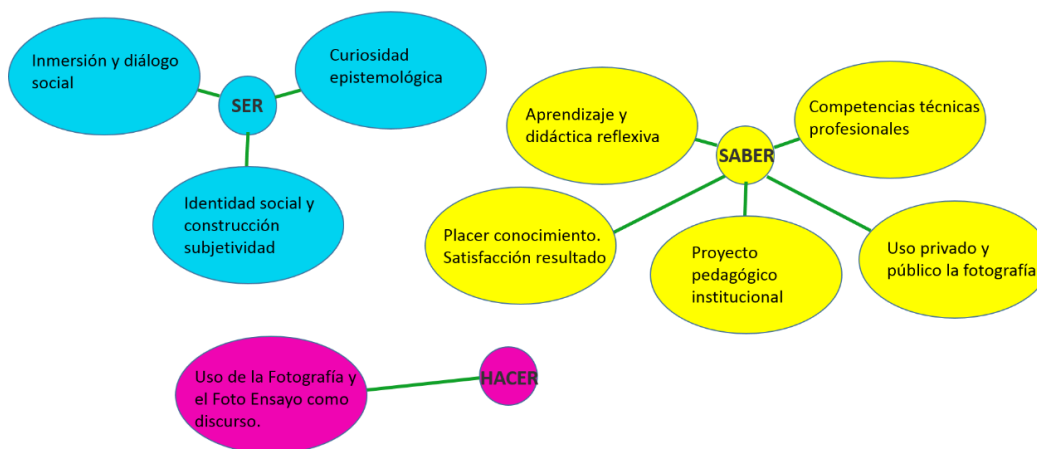 Inmersión y diálogo
social
SER
Curiosidad
epistemológica
Identidad social y
construcción
subjetividad
Aprendizaje y
didáctica reflexiva
SABER
Competencias técnicas
profesionales
Placer conocimiento.
Satisfacción resultado
Proyecto
pedagógico
institucional
Uso privado y
público la fotografía
Uso de la Fotografía y
el Foto Ensayo como
discurso.
HACER